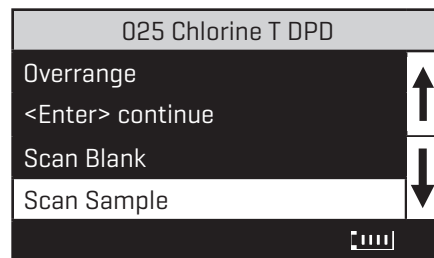 025 Chlorine T DPD
Overrange
<Enter> continue
Scan Blank
Scan Sample